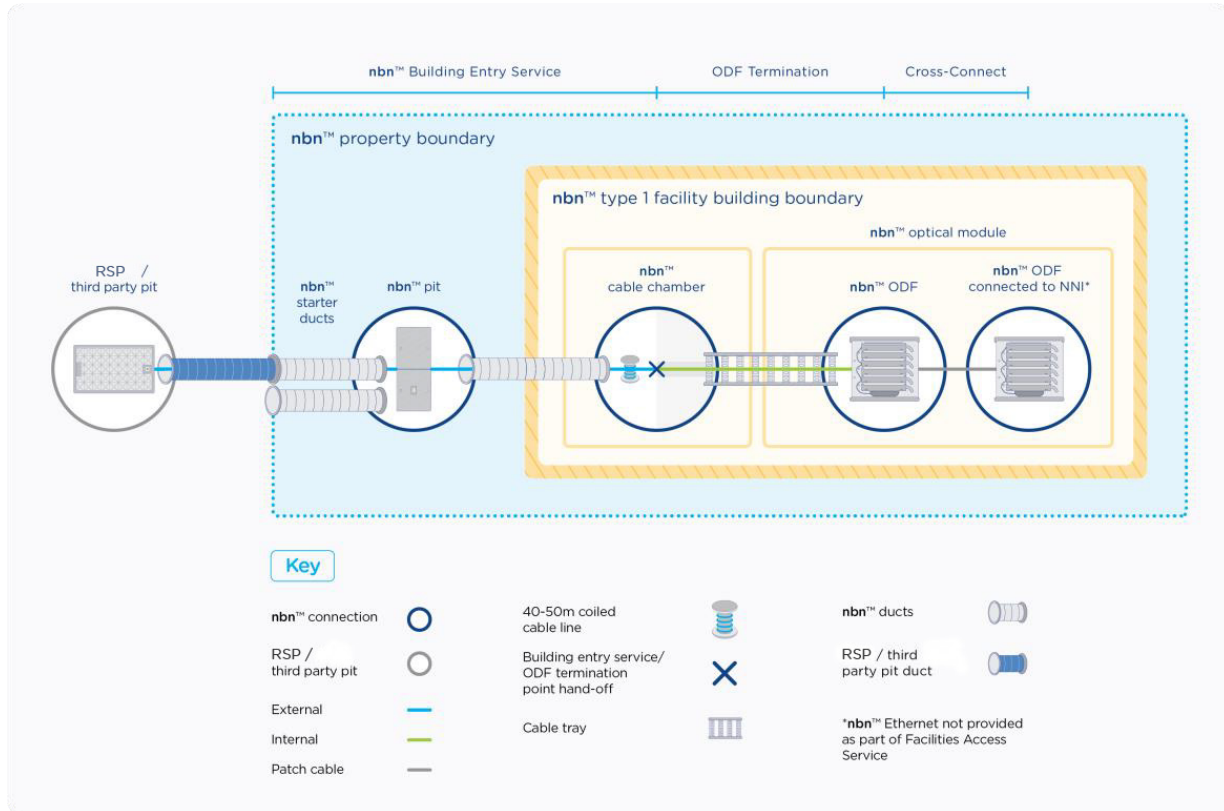 nbn™ Building Entry Service
ODF Termination
Cross-Connect
nbn™ property boundary
nbn™ type 1 facility building boundary
nbn™ optical module
RSP /
third party pit
nbn™
starter
ducts
nbn™ pit
nbn™
cable chamber
nbn™ ODF
nbn™ ODF
connected to NNI*
Key
nbn™ connection
RSP /
third party pit
External
Internal
Patch cable
40-50m coiled
cable line
Building entry service/
ODF termination
point hand-off
Cable tray
nbn™ ducts
RSP / third
party pit duct
*nbn™ Ethernet not provided
as part of Facilities Access
Service